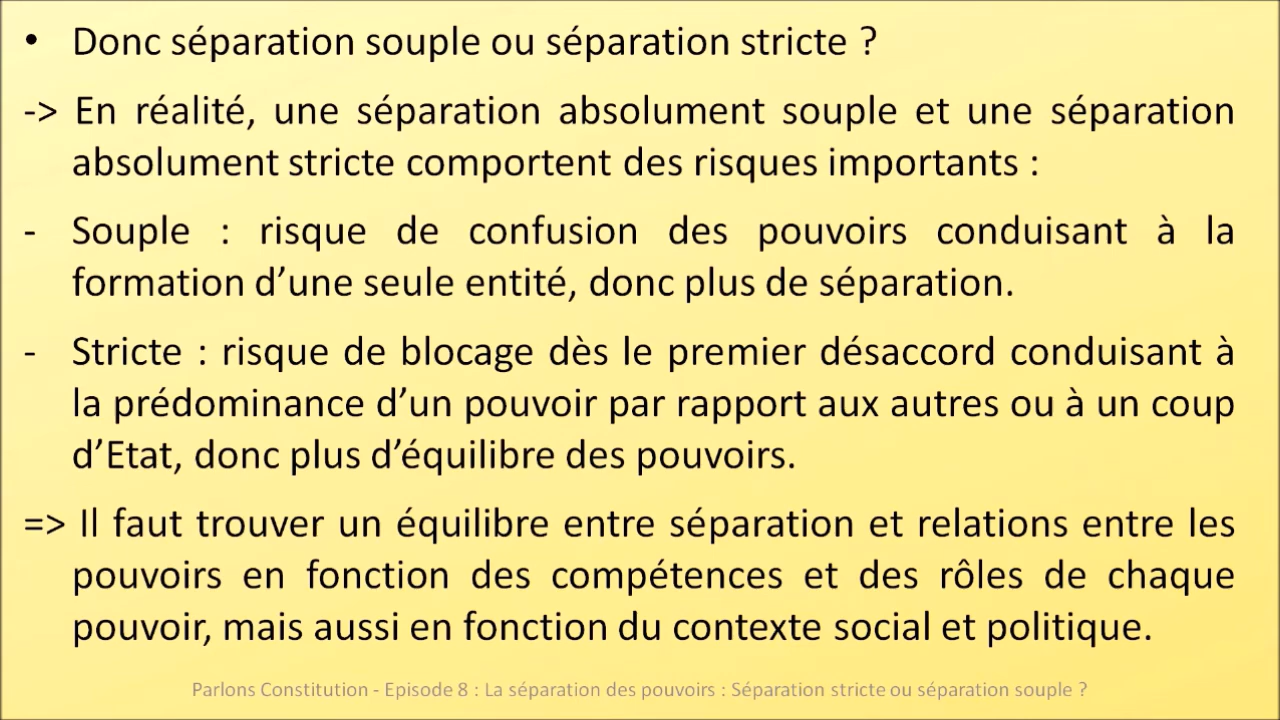 • Donc séparation souple ou séparation stricte ?
-> En réalité, une séparation absolument souple et une séparation
absolument stricte comportent des risques importants :
- Souple : risque de confusion des pouvoirs conduisant à la
formation d’une seule entité, donc plus de séparation.
- Stricte : risque de blocage dès le premier désaccord conduisant à
la prédominance d’un pouvoir par rapport aux autres ou à un coup
d’Etat, donc plus d’équilibre des pouvoirs.
=> Il faut trouver un équilibre entre séparation et relations entre les
pouvoirs en fonction des compétences et des rôles de chaque
pouvoir, mais aussi en fonction du contexte social et politique.
Parlons Constitution - Episode 8 : La séparation des pouvoirs : Séparation stricte ou séparation souple ?